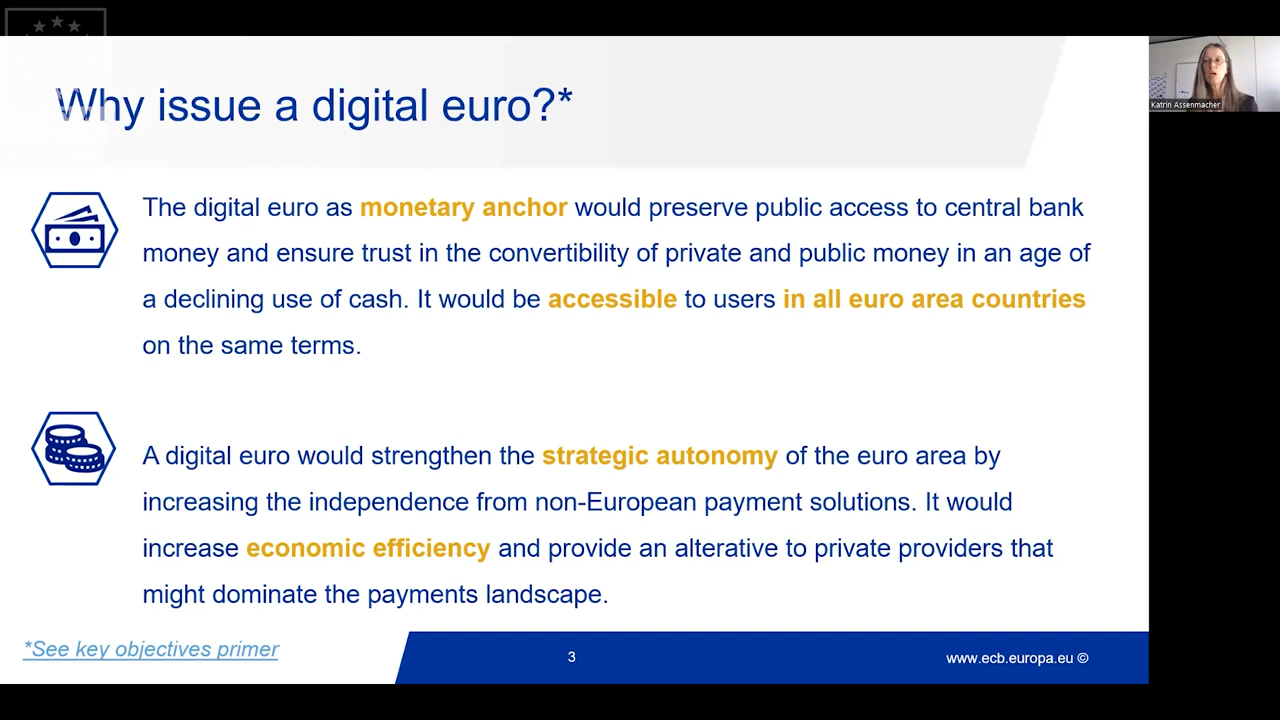 Why issue a digital euro?*
Katrin Assenmacher
The digital euro as monetary anchor would preserve public access to central bank
money and ensure trust in the convertibility of private and public money in an age of
a declining use of cash. It would be accessible to users in all euro area countries
on the same terms.
A digital euro would strengthen the strategic autonomy of the euro area by
increasing the independence from non-European payment solutions. It would
increase economic efficiency and provide an alterative to private providers that
might dominate the payments landscape.
*See key objectives primer
3
www.ecb.europa.eu ©